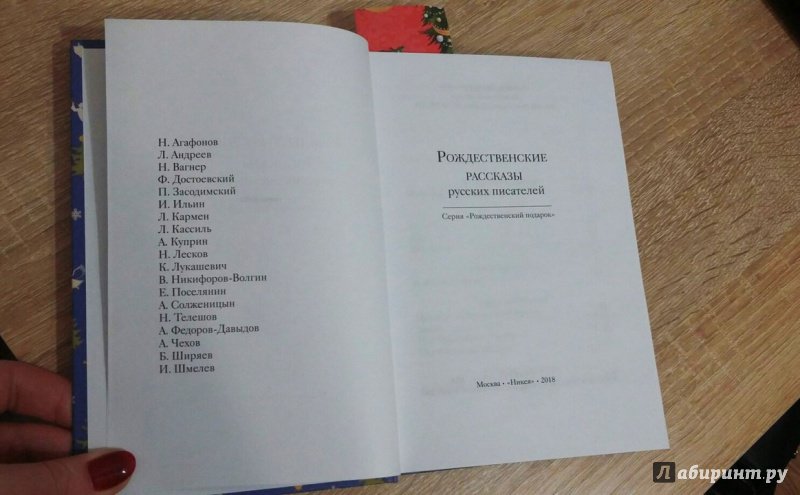 Н. Агафонов
Л. Андреев
Н. Вагнер
Ф. Достоевский
П. Засодимский
И. Ильин
Л. Кармен
Л. Кассиль
А. Куприн
Н. Лесков
К. Лукашевич
В. Никифоров-Волгин
Е. Поселянин
А. Солженицын
Н. Телешов
А. Федоров-Давыдов
А. Чехов
Б. Ширяев
И. Шмелев
Рождественские
рассказы
русских писателей
Серия «Рождественский подарок»
Москва • «Никея» • 2018
Лабиринт.ру